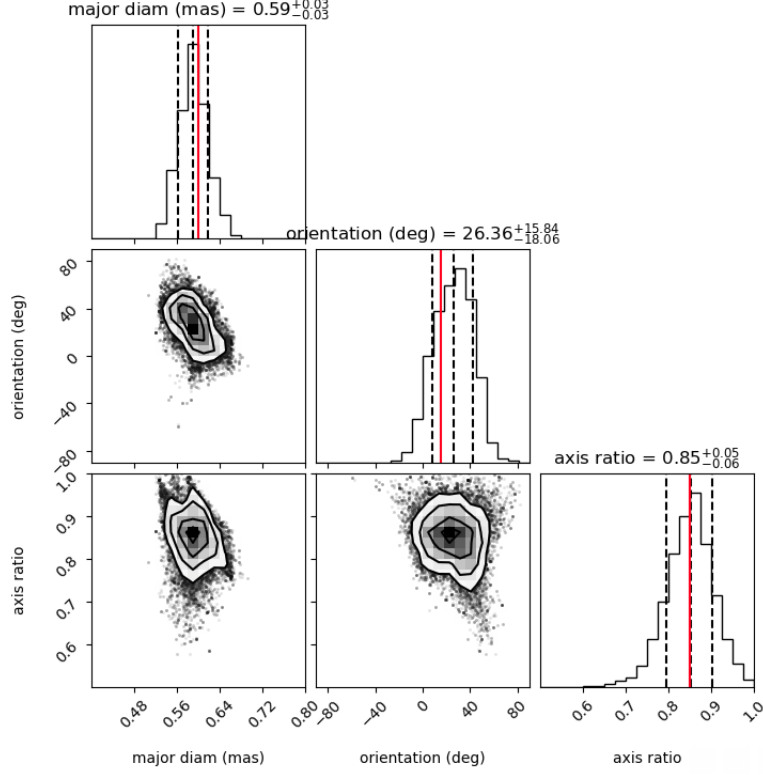 major diam (mas) = 0.59+0.03−0.03
orientation (deg) = 26.36+15.84−18.06
80
40
0
−40
−80
orientation (deg)
axis ratio = 0.85+0.05−0.06
1.0
0.9
0.8
0.7
0.6
axis ratio
0.48 0.56 0.64 0.72 0.80
−80 −40 0 40 80
0.6 0.7 0.8 0.9 1.0
major diam (mas) orientation (deg) axis ratio